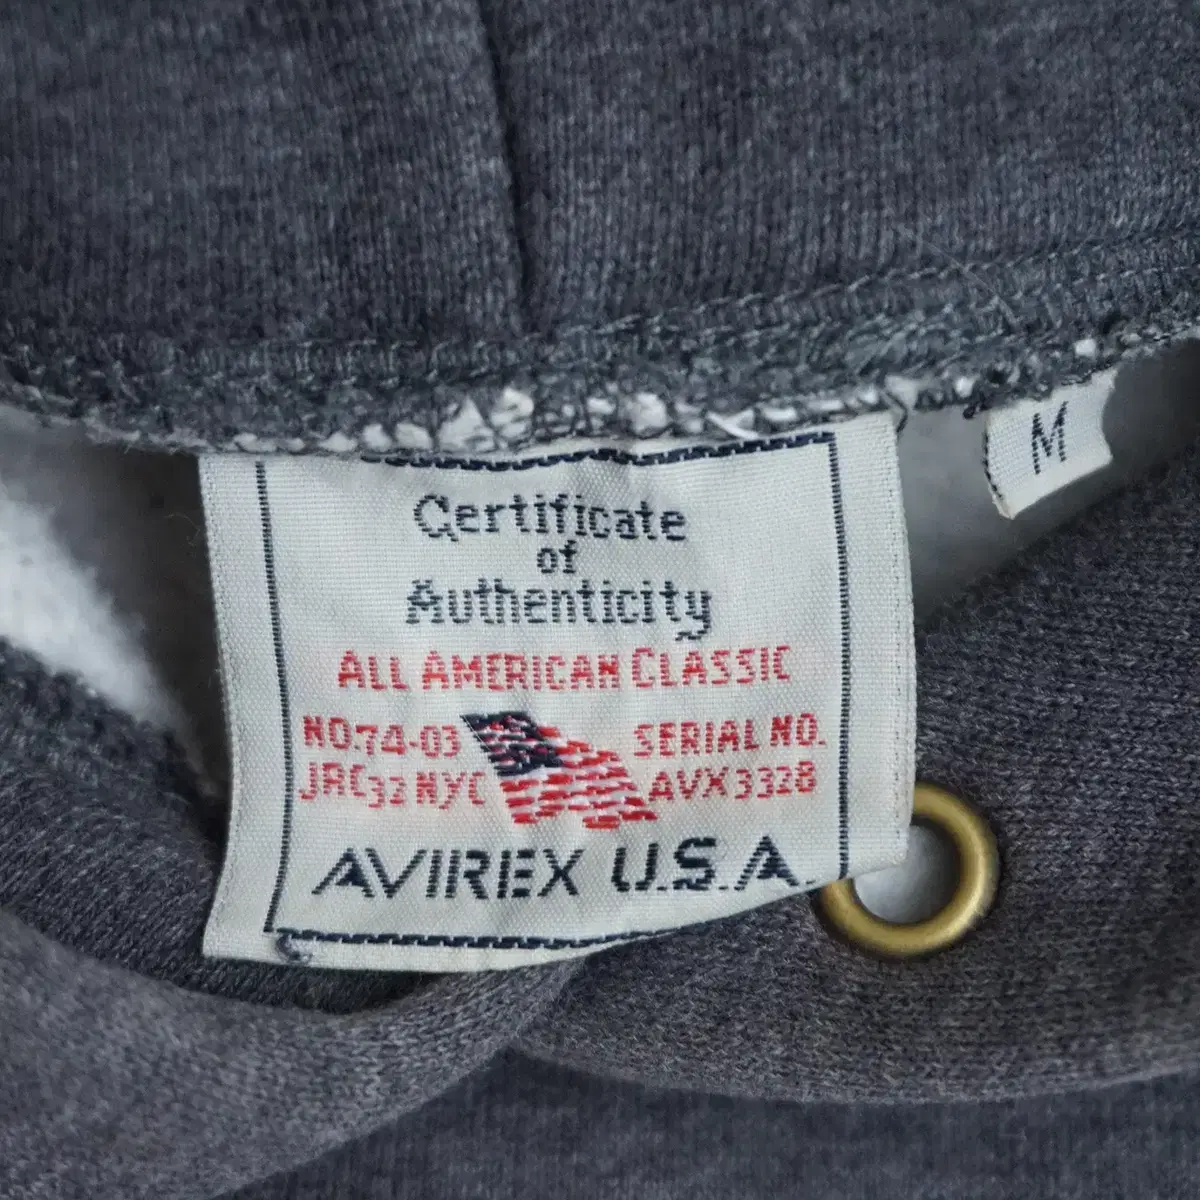 Certificate
of
Authenticity
ALL AMERICAN CLASSIC
NO.74-03 SERIAL NO.
JRC32 NYC AVX3328
AVIREX U.S.A
M